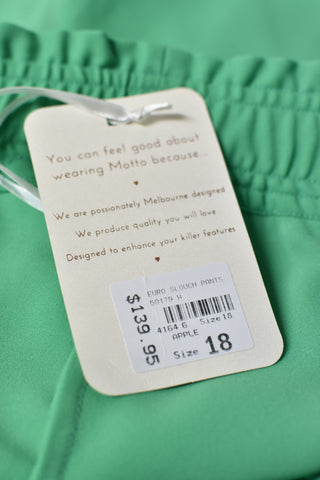 You can feel good about
wearing Motto because...
We are passionately Melbourne designed
We produce quality you will love
Designed to enhance your killer features
$139.95
EURO SLOUCH PANTS
50179 H
4164 6 Size18
APPLE
Size 18